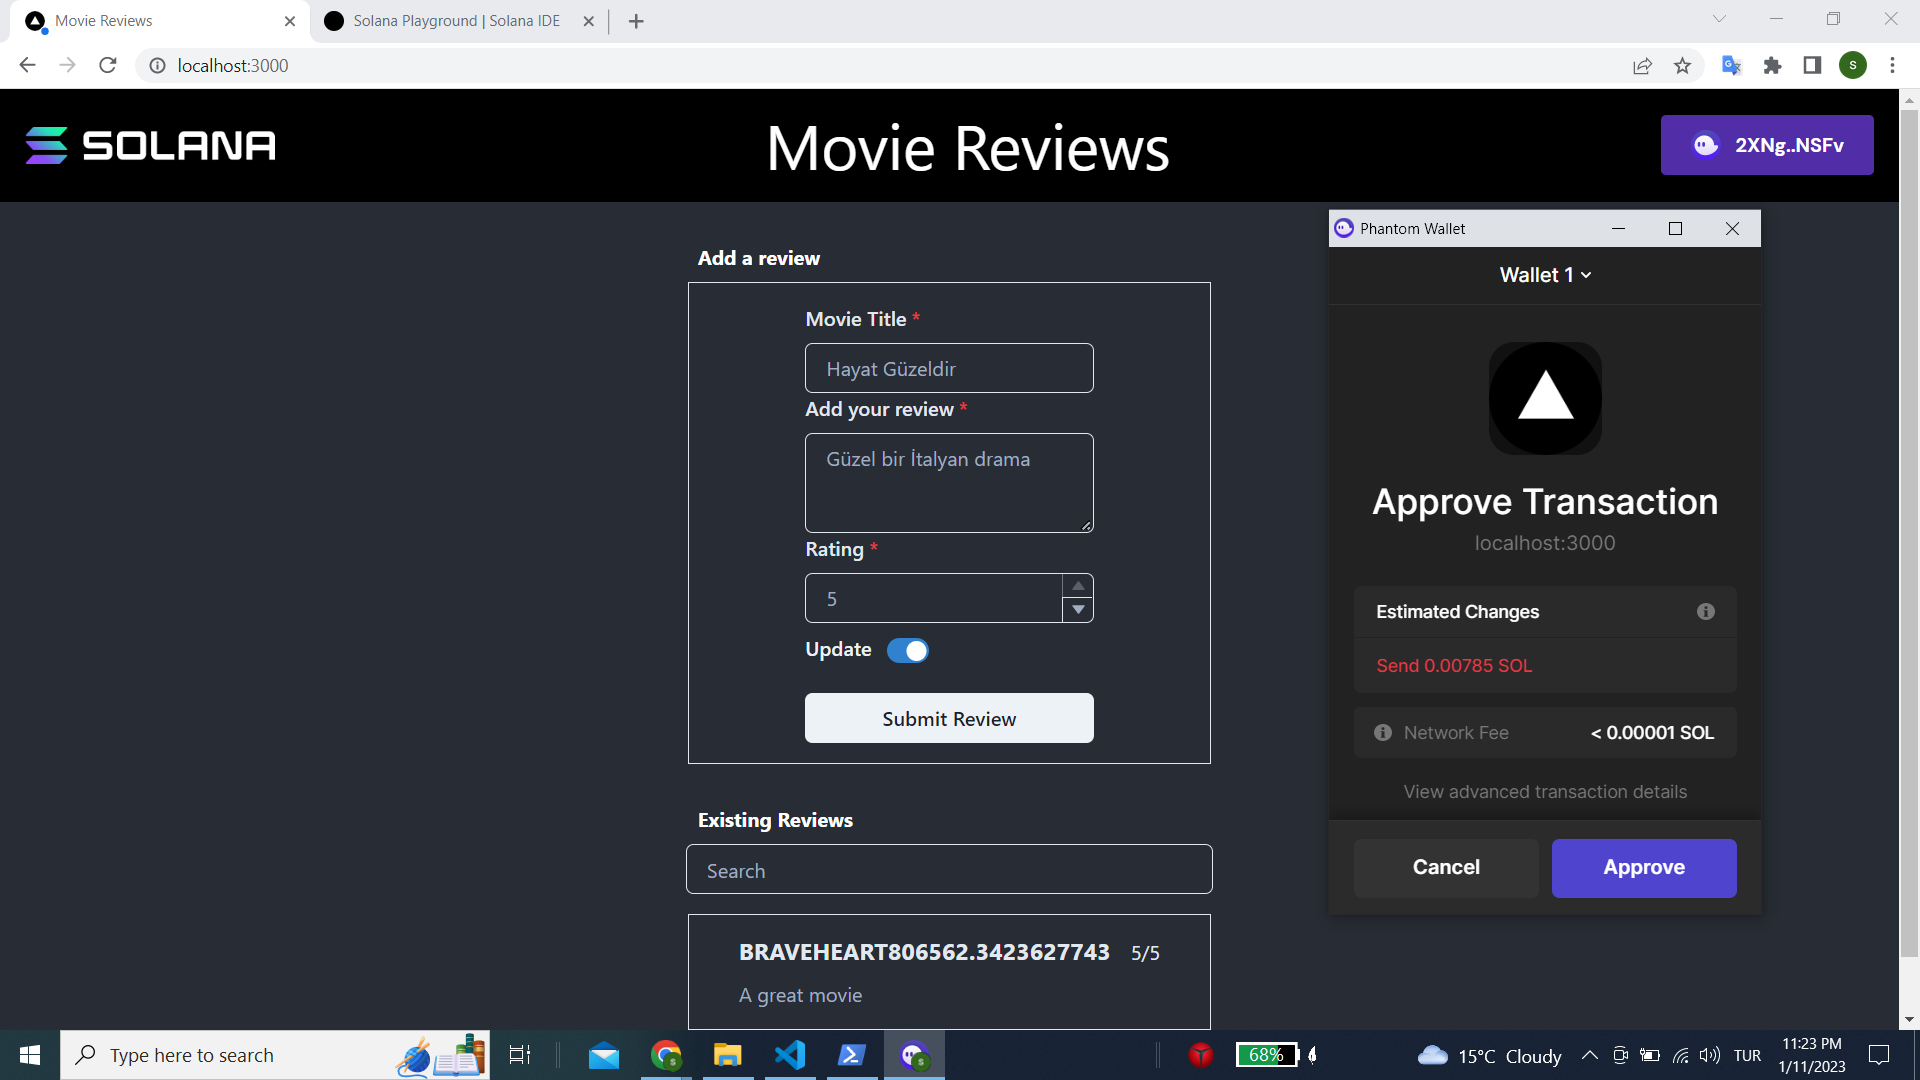 Movie Reviews
Solana Playground | Solana IDE
localhost:3000
S
SOLANA
Movie Reviews
2XNg..NSFv
Add a review
Movie Title *
Hayat Güzeldir
Add your review *
Güzel bir İtalyan drama
Rating *
5
Update
Submit Review
Existing Reviews
Search
BRAVEHEART806562.3423627743 5/5
A great movie
Phantom Wallet
Wallet 1
Approve Transaction
localhost:3000
Estimated Changes
Send 0.00785 SOL
Network Fee < 0.00001 SOL
View advanced transaction details
Cancel Approve
Type here to search
68%
15°C Cloudy
TUR
11:23 PM
1/11/2023